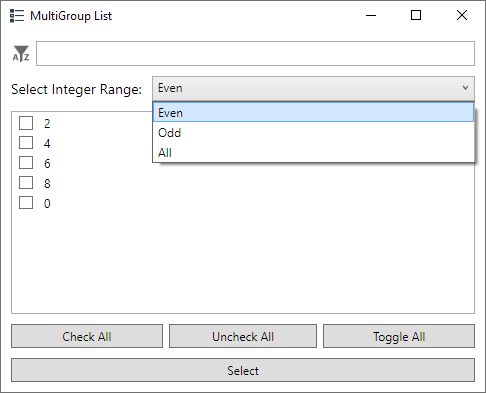 MultiGroup List
AZ
Select Integer Range: Even
Even
Odd
All
2
4
6
8
0
Check All Uncheck All Toggle All
Select